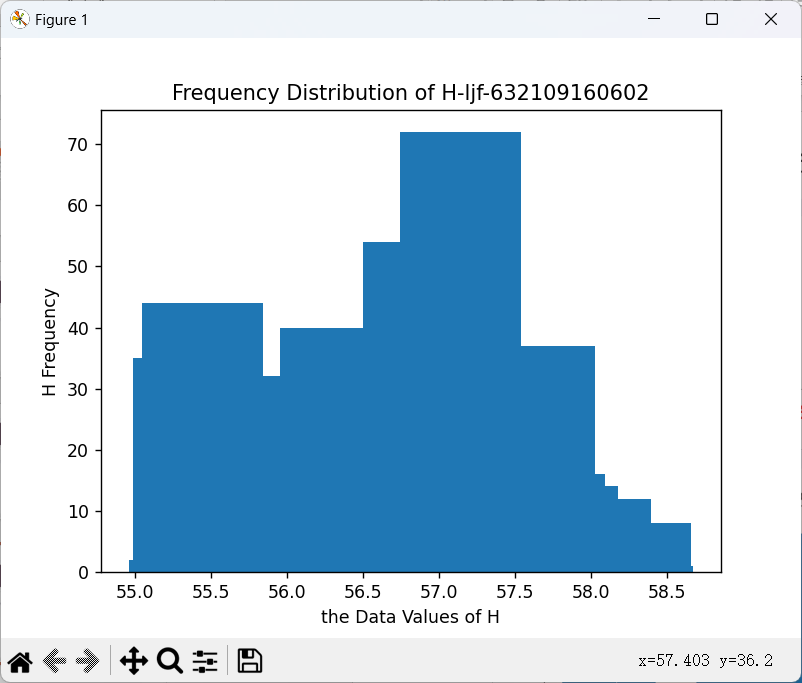 Figure 1
Frequency Distribution of H-ljf-632109160602
70
60
50
40
30
20
10
0
H Frequency
55.0 55.5 56.0 56.5 57.0 57.5 58.0 58.5
the Data Values of H
x=57.403 y=36.2